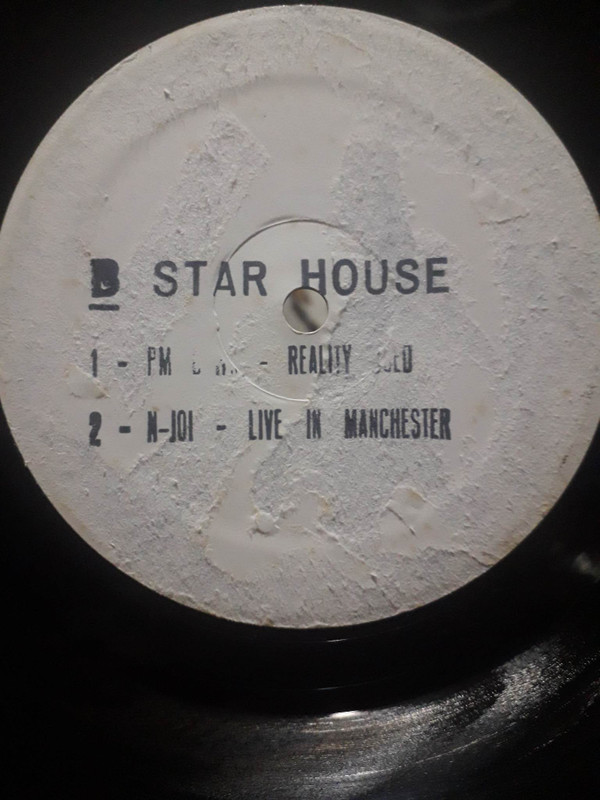 B STAR HOUSE
1 - PM - REALITY
2 - N-JOI - LIVE IN MANCHESTER